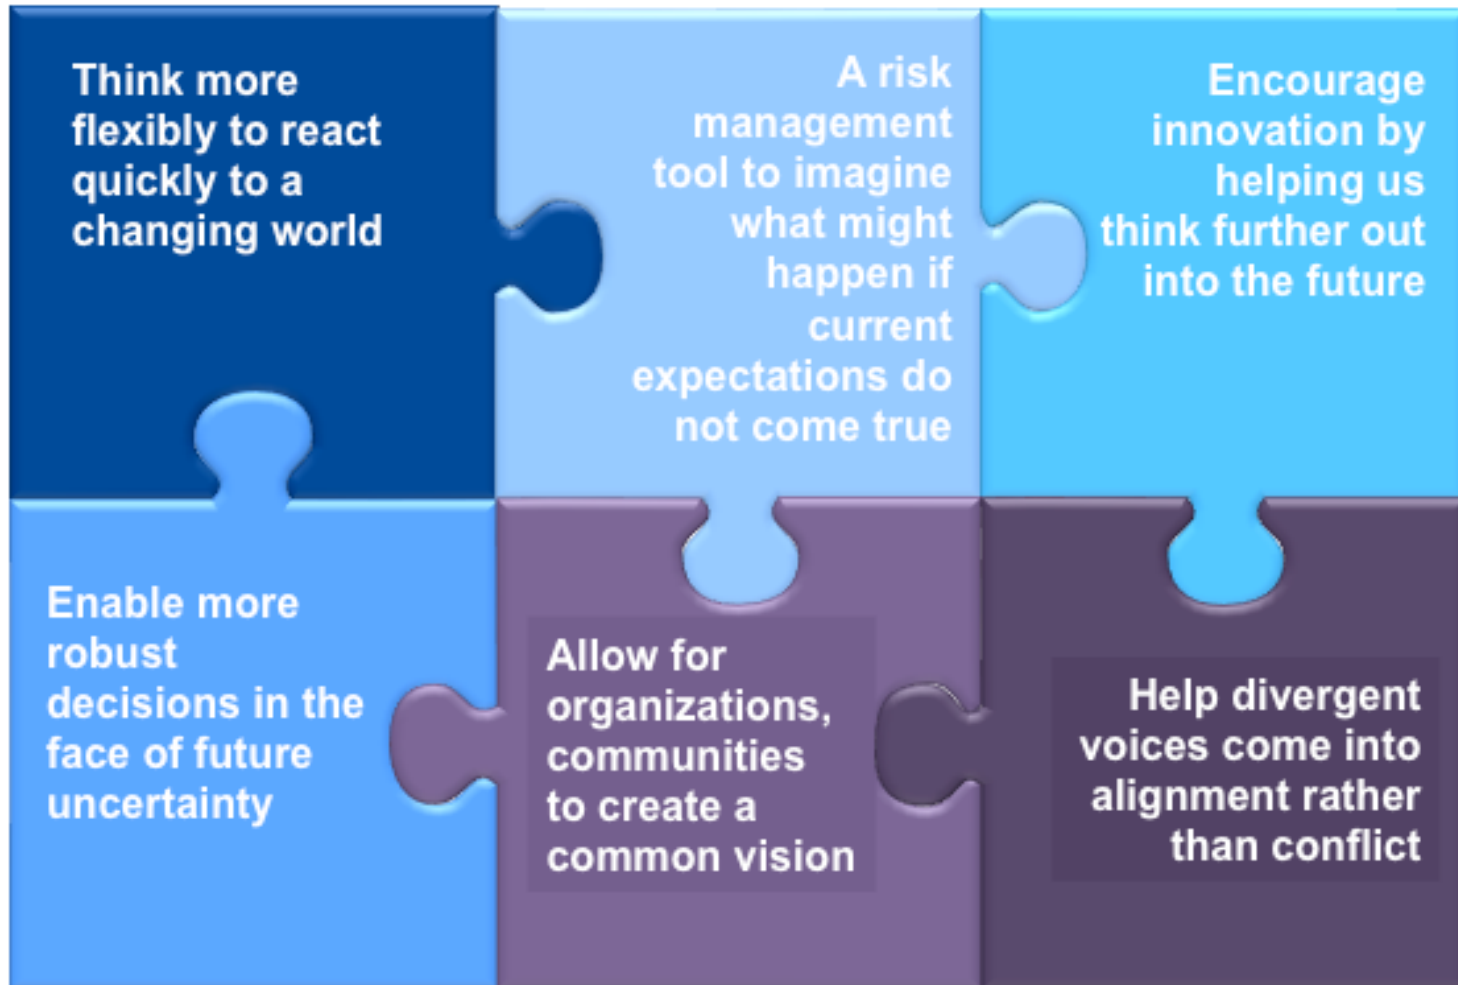 Think more
flexibly to react
quickly to a
changing world
A risk
management
tool to imagine
what might
happen if
current
expectations do
not come true
Encourage
innovation by
helping us
think further out
into the future
Enable more
robust
decisions in the
face of future
uncertainty
Allow for
organizations,
communities
to create a
common vision
Help divergent
voices come into
alignment rather
than conflict